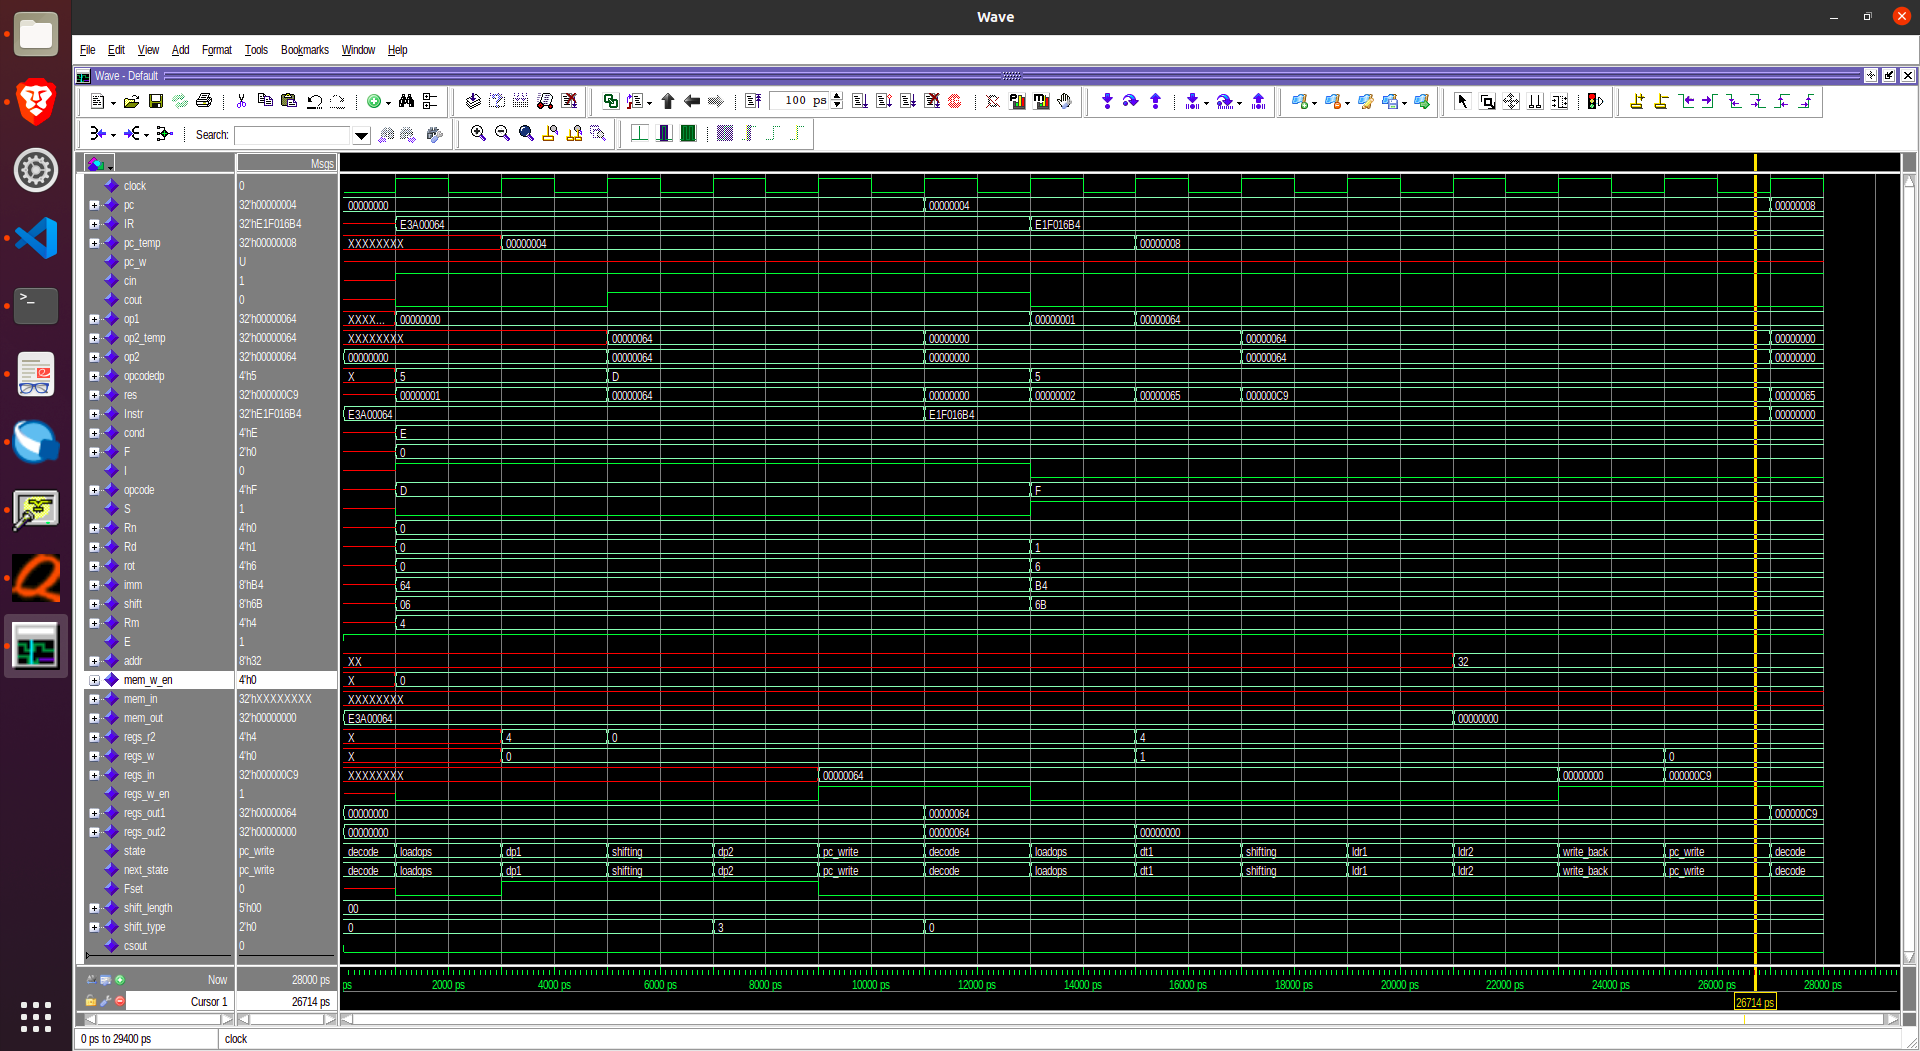 Wave
File Edit View Add Format Tools Bookmarks Window Help
Wave - Default
100 ps
Search:
Msgs
clock 0
pc 32'h00000004 00000000 00000004 00000008
IR 32'hE1F016B4 E3A00064 E1F016B4
pc_temp 32'h00000008 XXXXXXXX 00000004 00000008
pc_w U
cin 1
cout 0
op1 32'h00000064 XXXX... 00000000 00000001 00000064
op2_temp 32'h00000064 XXXXXXXX 00000064 00000000 00000064 00000000
op2 32'h00000064 00000000 00000064 00000000 00000064 00000000
opcodedp 4'h5 X 5 D 5
res 32'h000000C9 00000001 00000064 00000000 00000002 00000065 000000C9 00000065
Instr 32'hE1F016B4 E3A00064 E1F016B4 00000000
cond 4'hE E
F 2'h0 0
I 0
opcode 4'hF D F
S 1
Rn 4'h0 0
Rd 4'h1 0 1
rot 4'h6 0 6
imm 8'hB4 64 B4
shift 8'h6B 06 6B
Rm 4'h4 4
E 1
addr 8'h32 XX 32
mem_w_en 4'h0 X 0
mem_in 32'hXXXXXXXX XXXXXXXX
mem_out 32'h00000000 E3A00064 00000000
regs_r2 4'h4 X 4 0 4
regs_w 4'h0 X 0 1 0
regs_in 32'h000000C9 XXXXXXXX 00000064 00000000 000000C9
regs_w_en 1
regs_out1 32'h00000064 00000000 00000064 000000C9
regs_out2 32'h00000000 00000000 00000064 00000000
state pc_write decode loadops dp1 shifting dp2 pc_write decode loadops dt1 shifting ldr1 ldr2 write_back pc_write decode
next_state pc_write decode loadops dp1 shifting dp2 pc_write decode loadops dt1 shifting ldr1 ldr2 write_back pc_write decode
Fset 0
shift_length 5'h00 00
shift_type 2'h0 0 3 0
csout 0
Now 28000 ps ps 2000 ps 4000 ps 6000 ps 8000 ps 10000 ps 12000 ps 14000 ps 16000 ps 18000 ps 20000 ps 22000 ps 24000 ps 26000 ps 28000 ps
Cursor 1 26714 ps 26714 ps
0 ps to 29400 ps clock